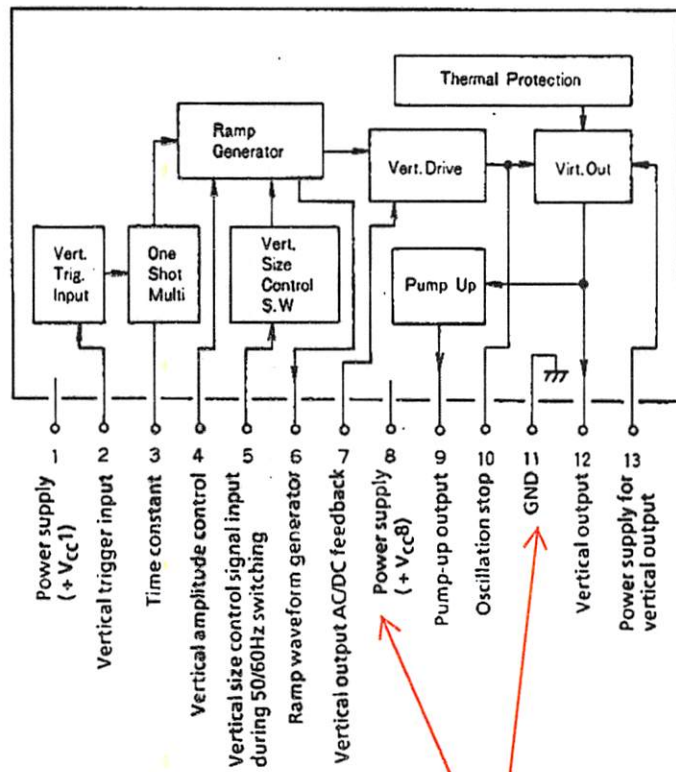 Thermal Protection
Ramp
Generator
Vert. Drive
Virt. Out
Vert.
Trig.
Input
One
Shot
Multi
Vert.
Size
Control
S.W
Pump Up
1
2
3
4
5
6
7
8
9
10
11
12
13
Power supply
(+ Vcc1)
Vertical trigger input
Time constant
Vertical amplitude control
Vertical size control signal input
during 50/60Hz switching
Ramp waveform generator
Vertical output AC/DC feedback
Power supply
(+ Vcc8)
Pump-up output
Oscillation stop
GND
Vertical output
Power supply for
vertical output